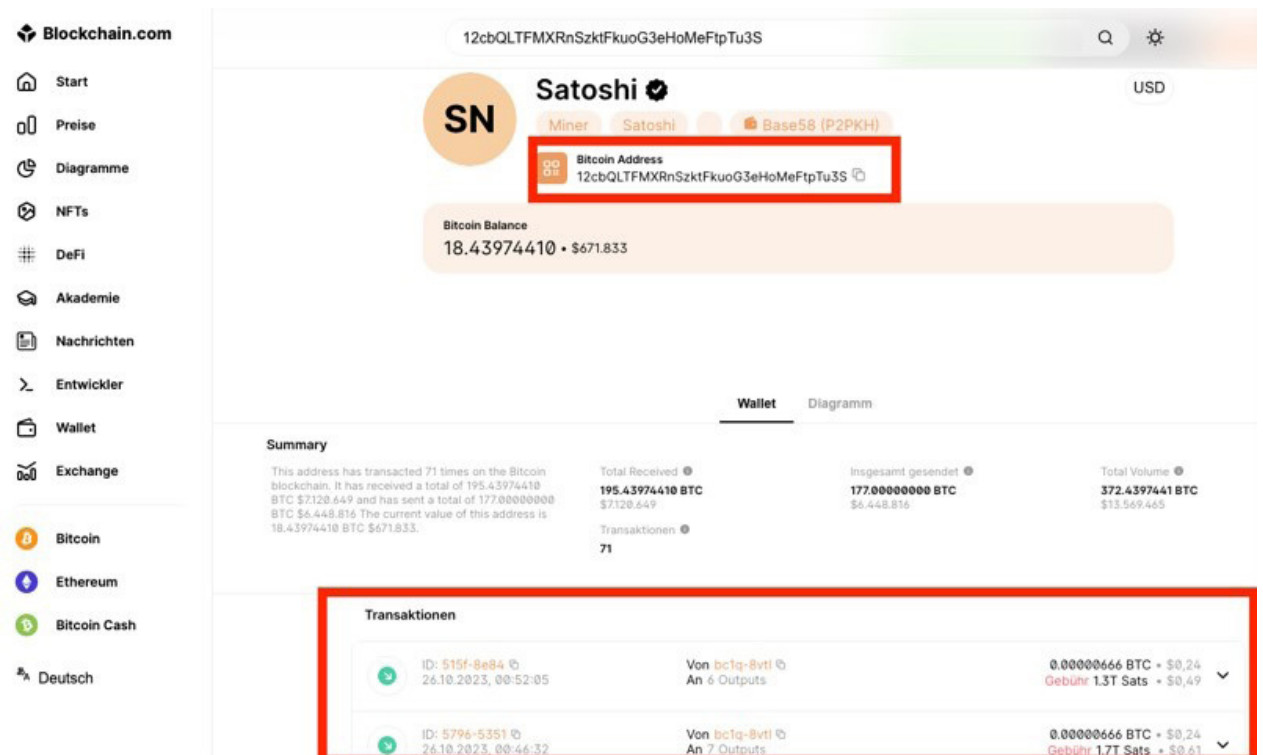 Blockchain.com
12cbQLTFMXRnSzktFkuoG3eHoMeFtpTu3S
Start
Preise
Diagramme
NFTs
DeFi
Akademie
Nachrichten
Entwickler
Wallet
Exchange
Bitcoin
Ethereum
Bitcoin Cash
Deutsch
SN
Satoshi
USD
Miner Satoshi Base58 (P2PKH)
Bitcoin Address
12cbQLTFMXRnSzktFkuoG3eHoMeFtpTu3S
Bitcoin Balance
18.43974410 • $671.833
Wallet Diagramm
Summary
This address has transacted 71 times on the Bitcoin
blockchain. It has received a total of 195.43974410
BTC $7.120.649 and has sent a total of 177.00000000
BTC $6.448.816 The current value of this address is
18.43974410 BTC $671.833.
Total Received
195.43974410 BTC
$7.120.649
Transaktionen
71
Insgesamt gesendet
177.00000000 BTC
$6.448.816
Total Volume
372.4397441 BTC
$13.569.465
Transaktionen
ID: 515f-8e84
26.10.2023, 00:52:05
Von bc1q-8vtl
An 6 Outputs
0.00000666 BTC • $0,24
Gebühr 1.3T Sats • $0,49
ID: 5796-5351
26.10.2023, 00:46:32
Von bc1q-8vtl
An 7 Outputs
0.00000666 BTC • $0,24
Gebühr 1.7T Sats • $0.61